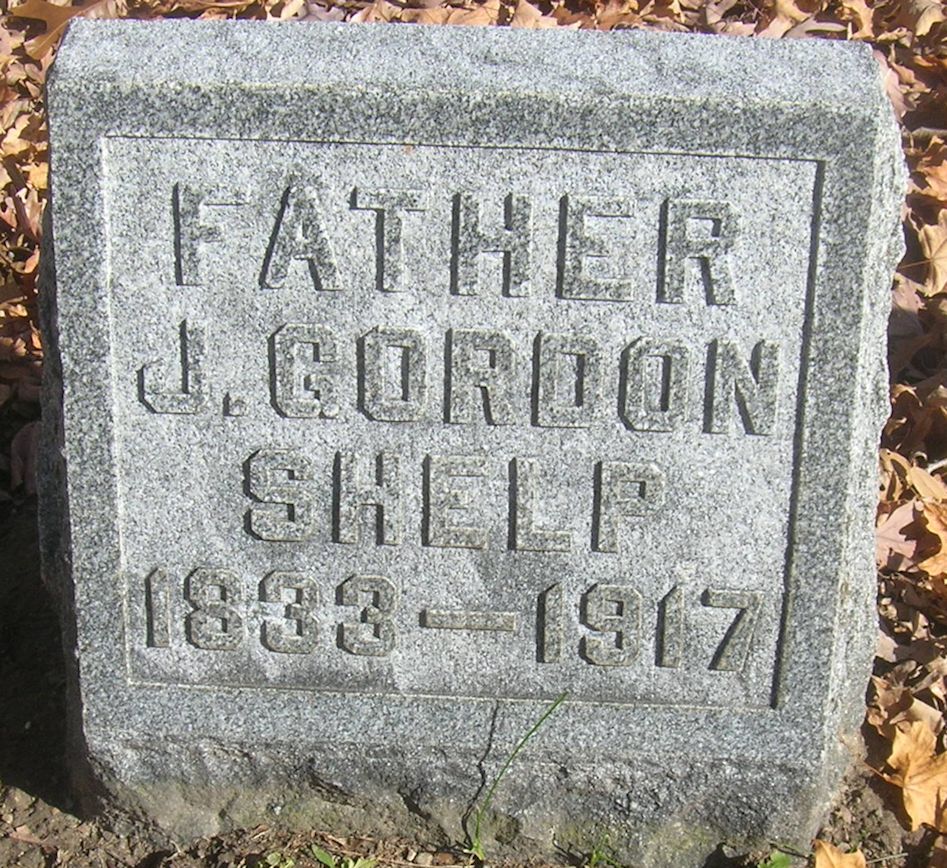 FATHER
J. GORDON
SHELP
1833—1917